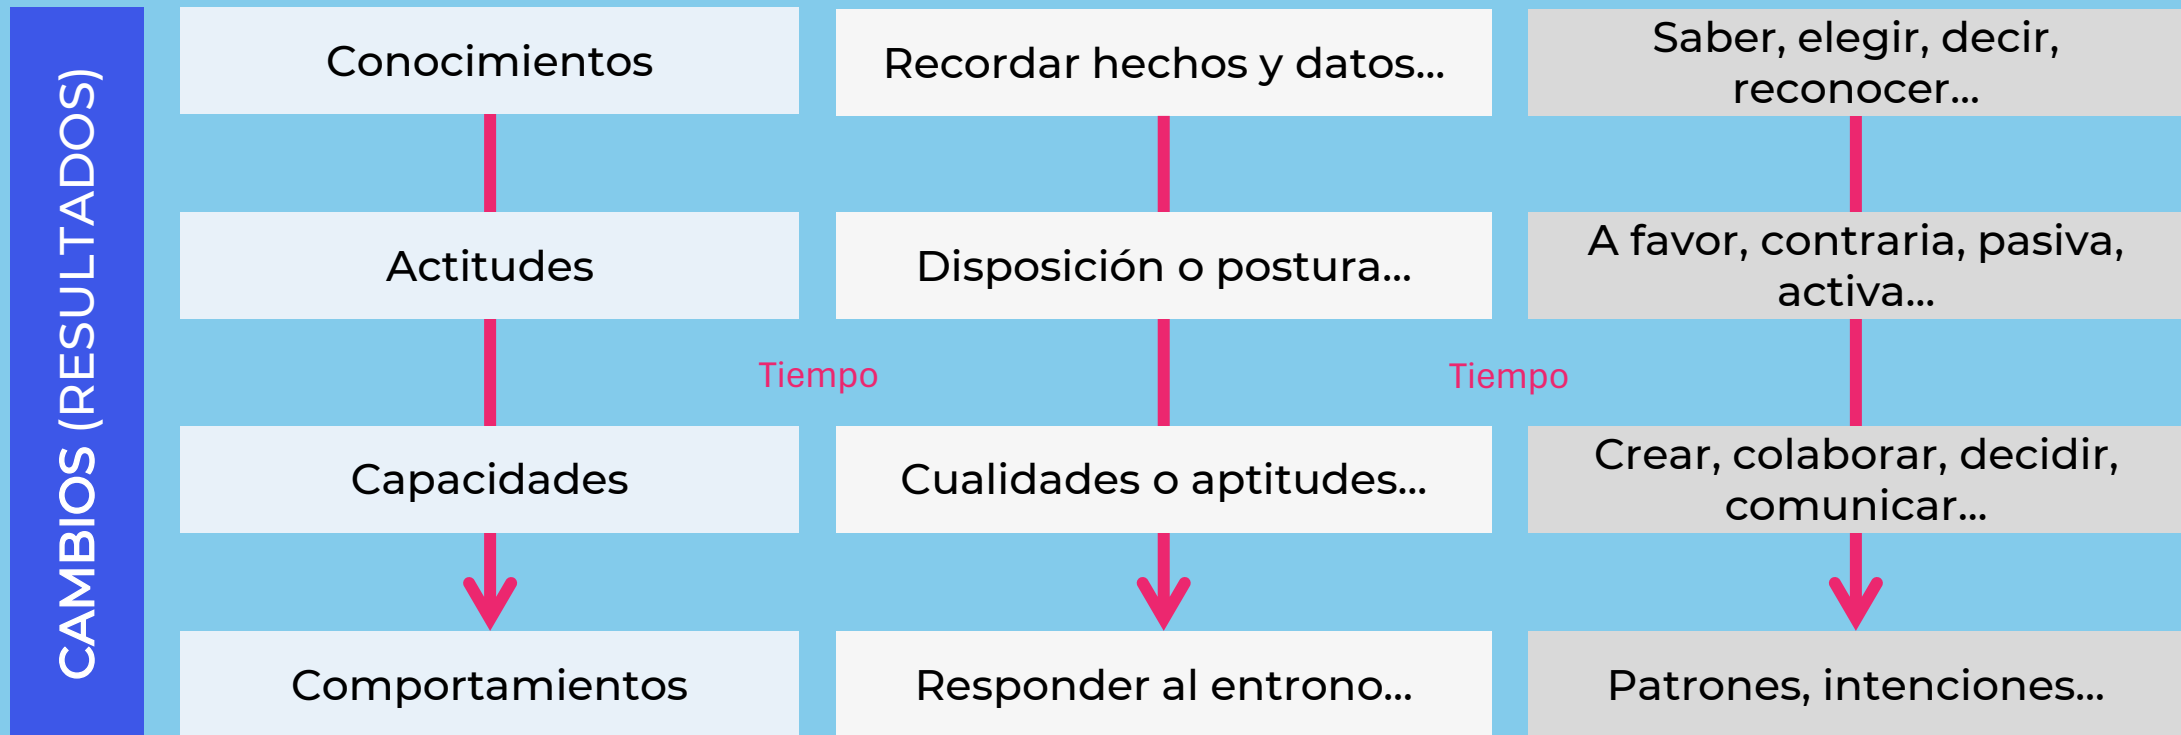 CAMBIOS (RESULTADOS)
Conocimientos
Recordar hechos y datos...
Saber, elegir, decir,
reconocer...
Actitudes
Disposición o postura...
A favor, contraria, pasiva,
activa...
Tiempo
Tiempo
Capacidades
Cualidades o aptitudes...
Crear, colaborar, decidir,
comunicar...
Comportamientos
Responder al entrono...
Patrones, intenciones...